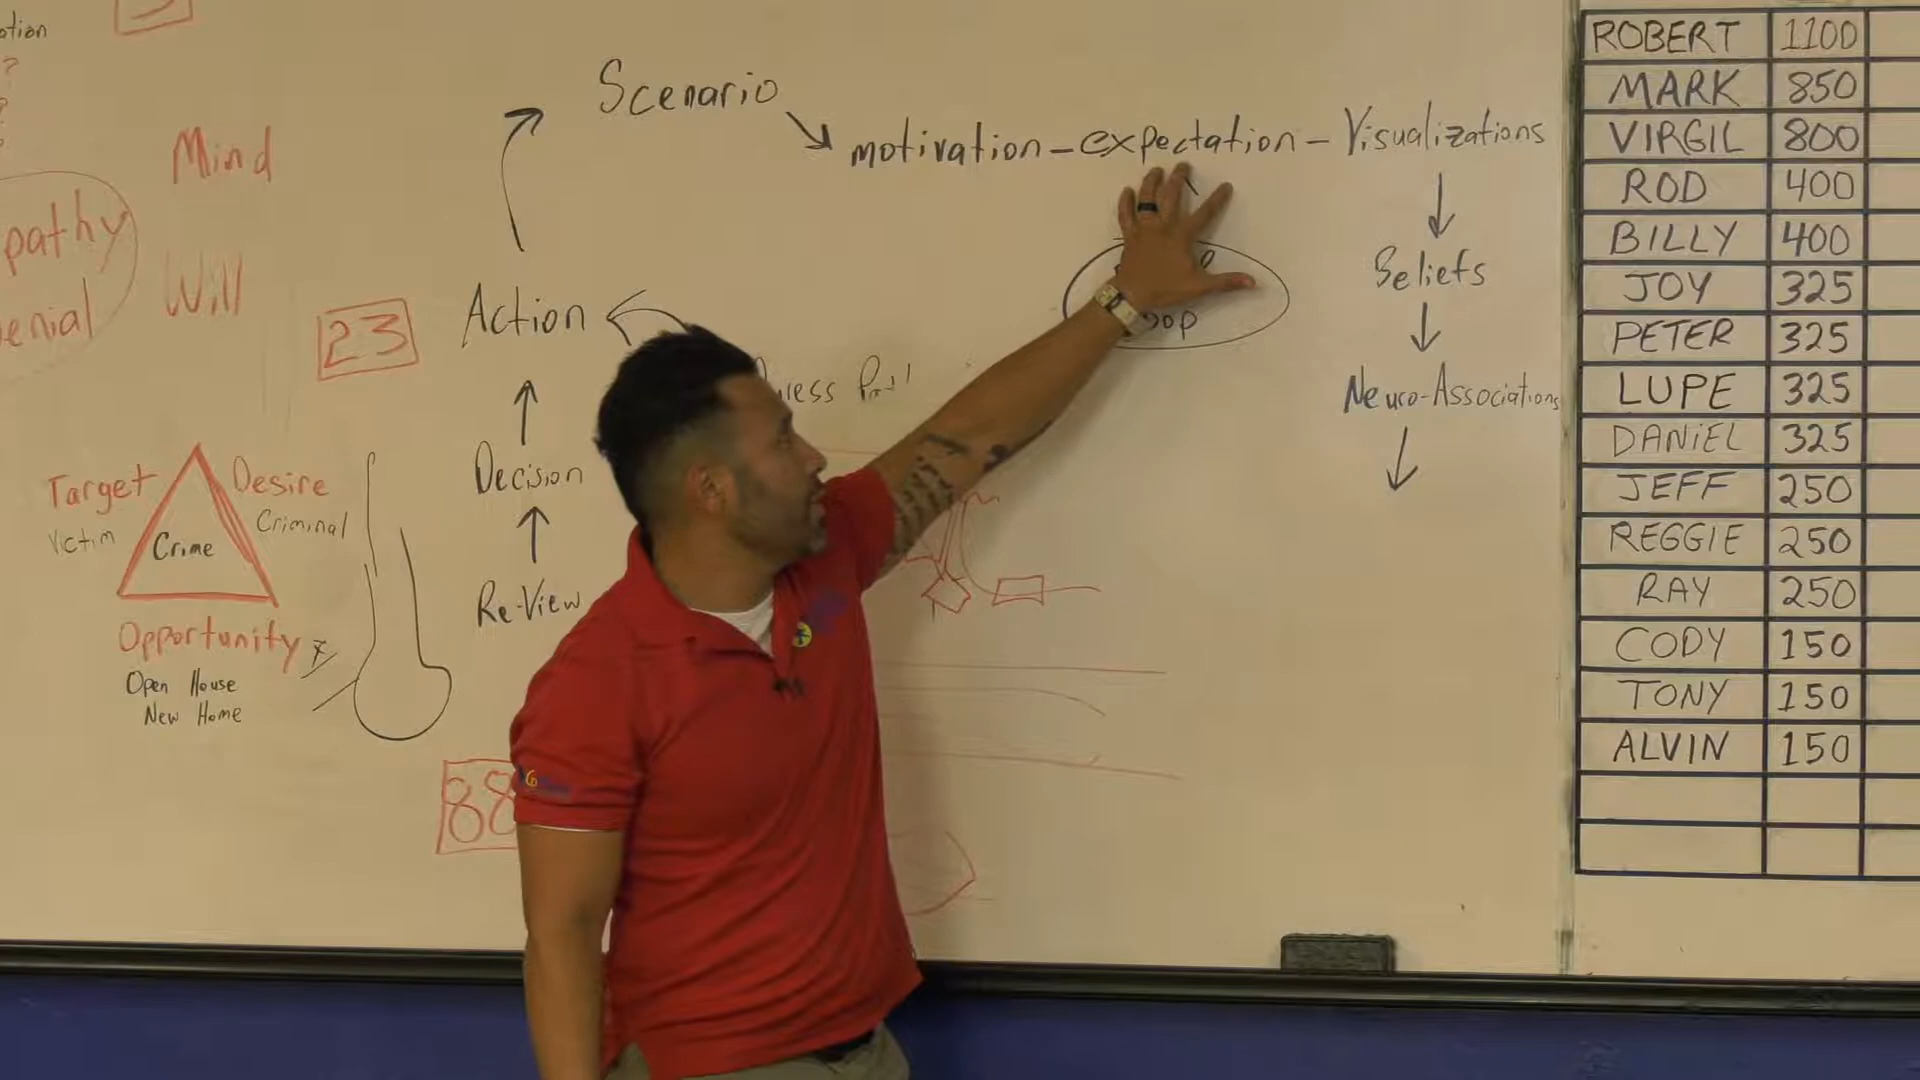 Scenario
motivation - expectation - Visualizations
Beliefs
Neuro-Associations
Action
Decision
Re-View
Mind
Will
pathy
enial
23
Target
Victim
Desire
Criminal
Crime
Opportunity
Open House
New Home
88
ROBERT 1100
MARK 850
VIRGIL 800
ROD 400
BILLY 400
JOY 325
PETER 325
LUPE 325
DANIEL 325
JEFF 250
REGGIE 250
RAY 250
CODY 150
TONY 150
ALVIN 150